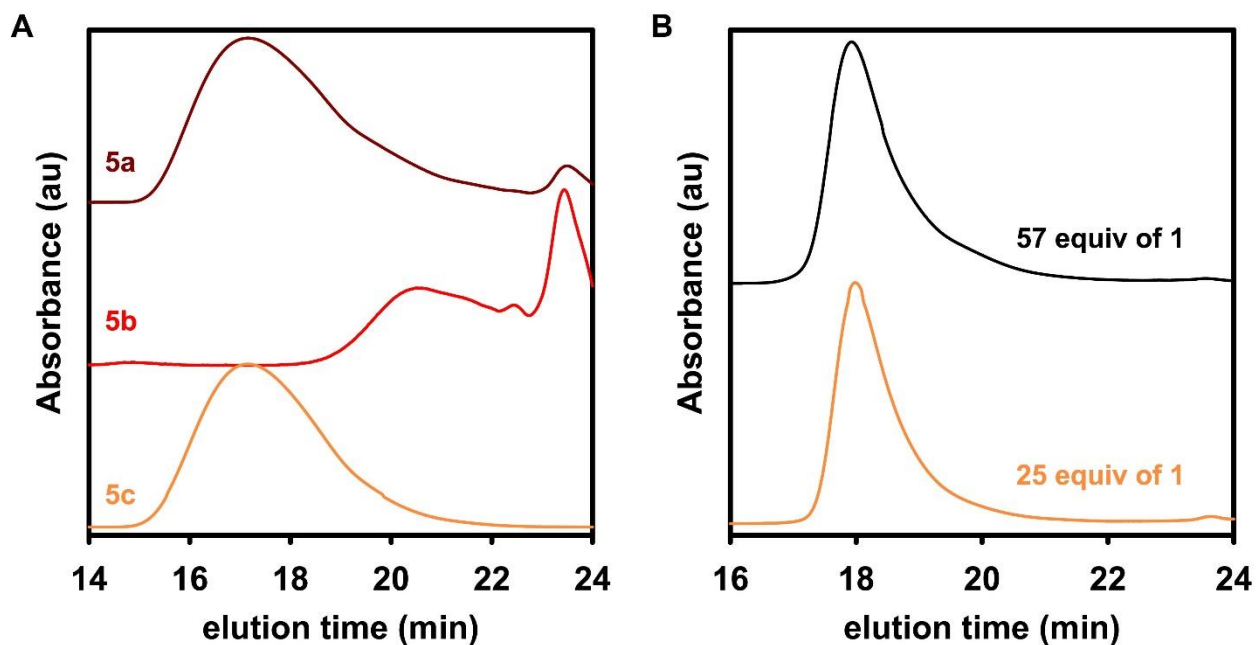 A
Absorbance (au)
5a
5b
5c
14 16 18 20 22 24
elution time (min)
B
Absorbance (au)
57 equiv of 1
25 equiv of 1
16 18 20 22 24
elution time (min)